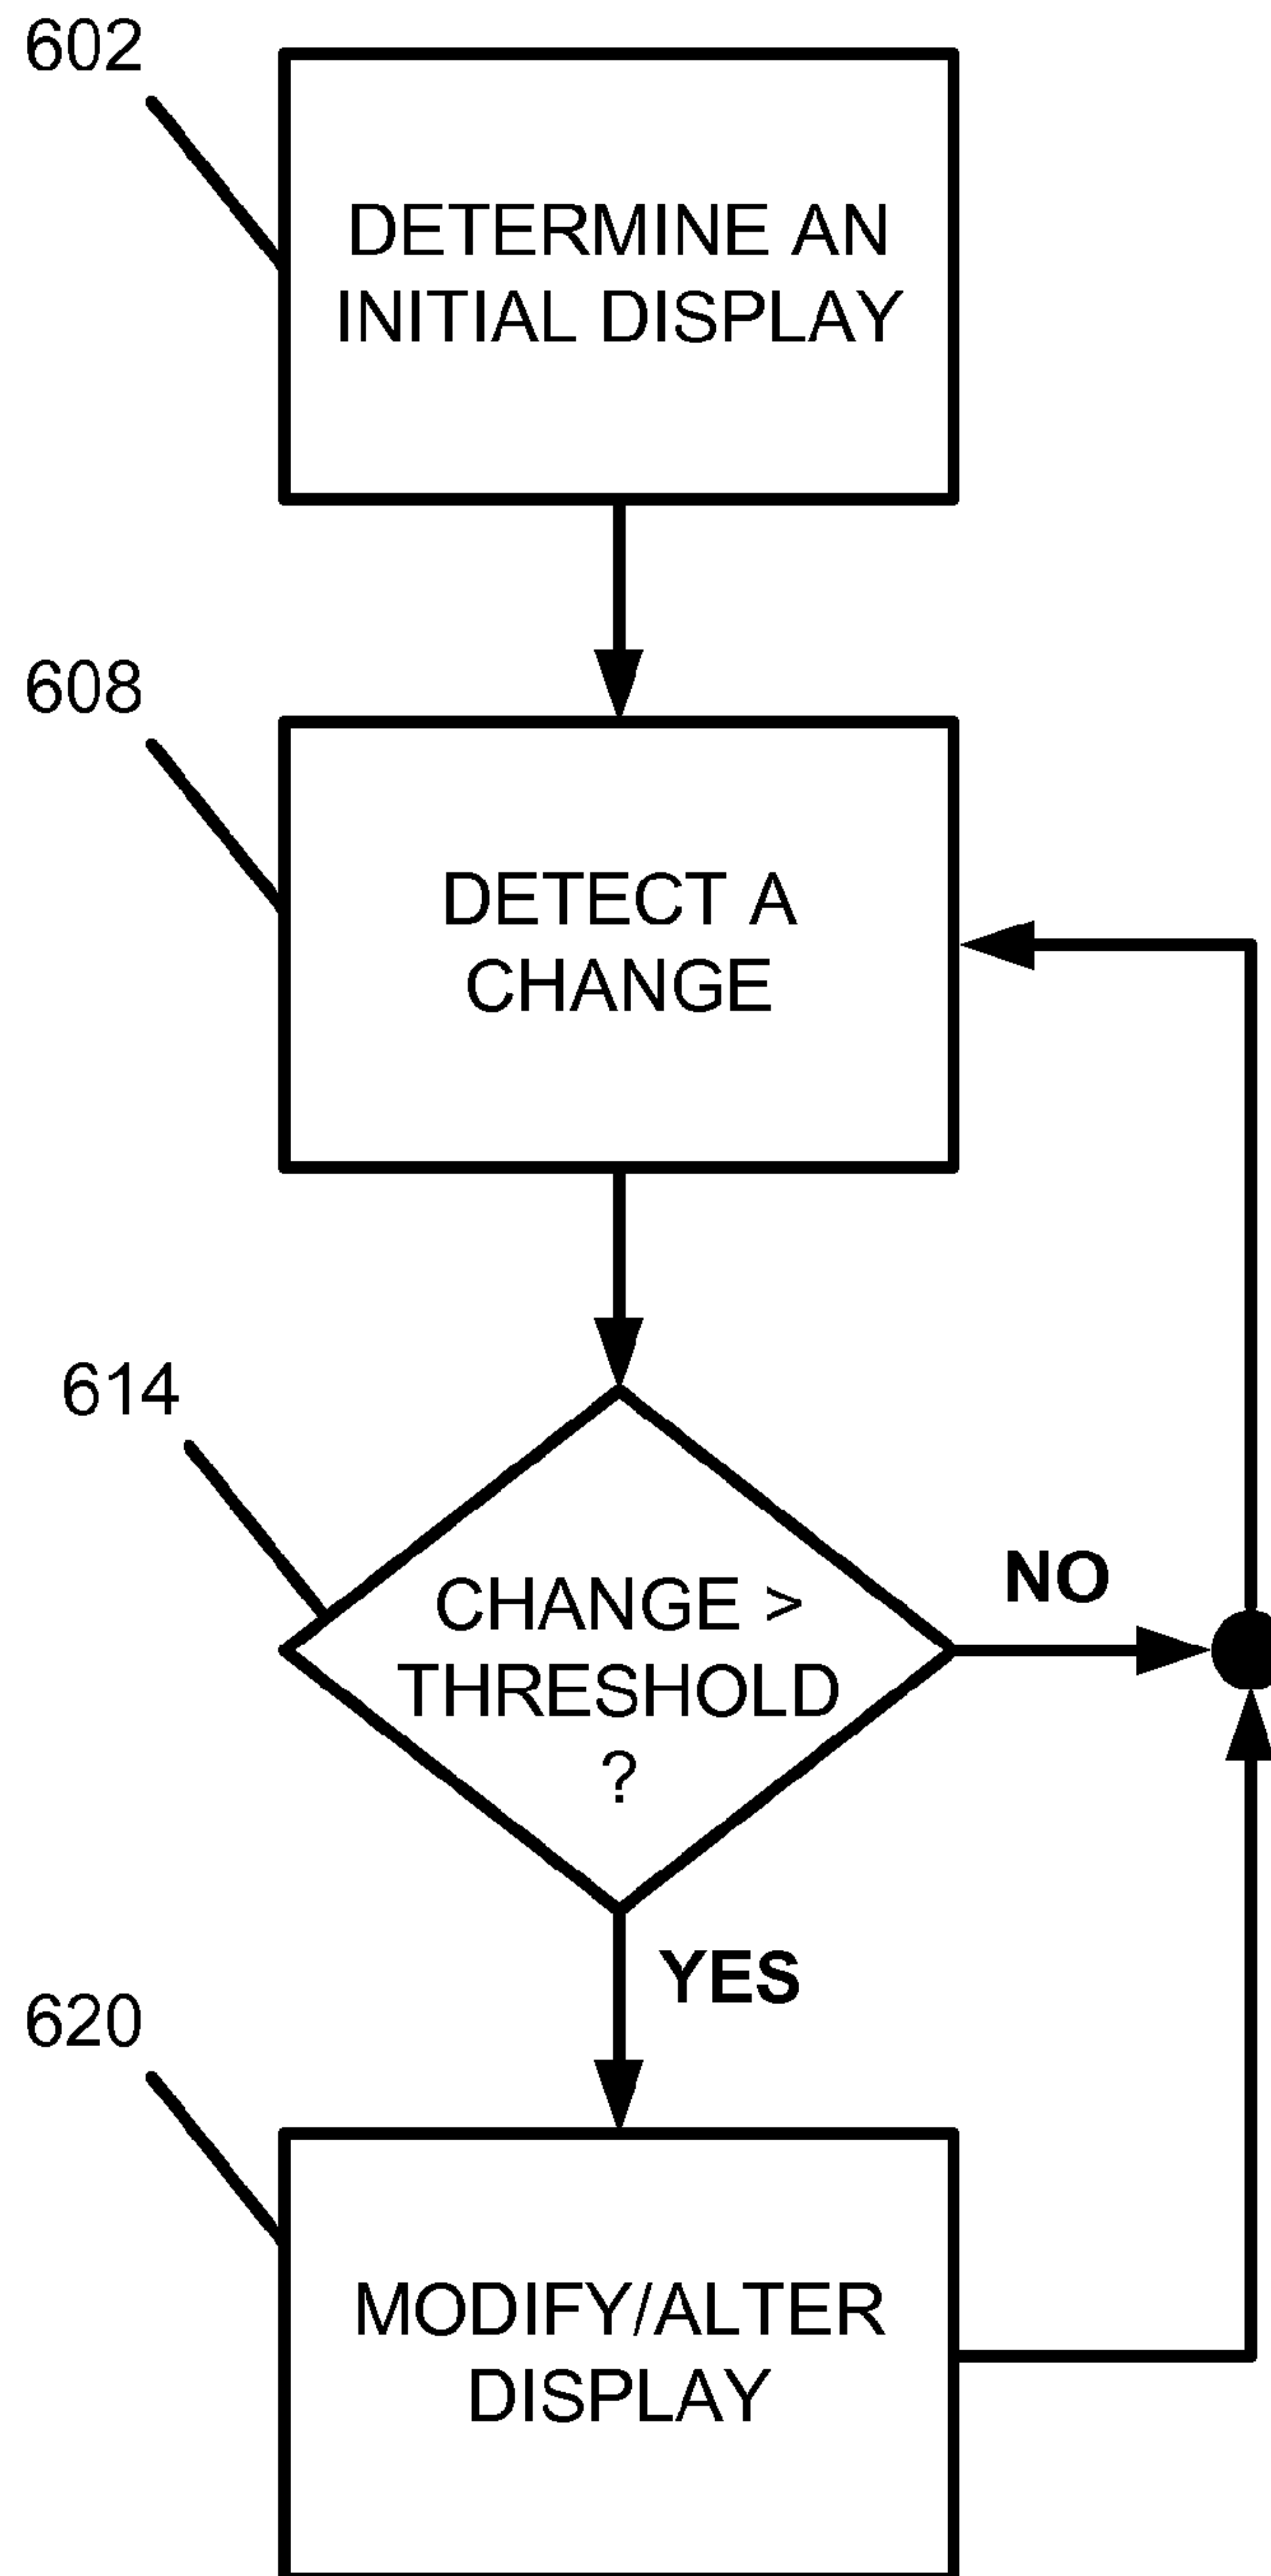 602
DETERMINE AN
INITIAL DISPLAY
608
DETECT A
CHANGE
614
CHANGE >
THRESHOLD
?
NO
YES
620
MODIFY/ALTER
DISPLAY